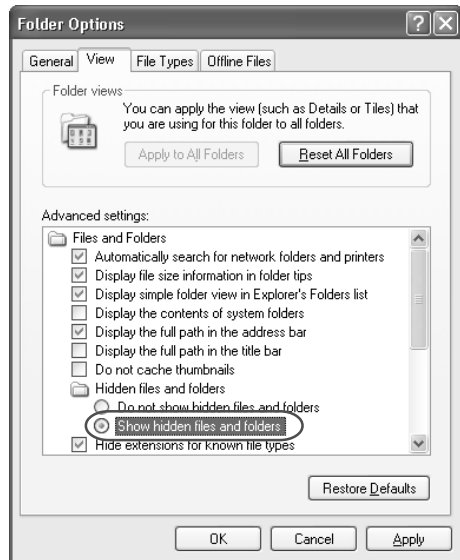 Folder Options
General View File Types Offline Files
Folder views
You can apply the view (such as Details or Tiles) that
you are using for this folder to all folders.
Apply to All Folders Reset All Folders
Advanced settings:
Files and Folders
Automatically search for network folders and printers
Display file size information in folder tips
Display simple folder view in Explorer's Folders list
Display the contents of system folders
Display the full path in the address bar
Display the full path in the title bar
Do not cache thumbnails
Hidden files and folders
Do not show hidden files and folders
Show hidden files and folders
Hide extensions for known file types
Restore Defaults
OK Cancel Apply